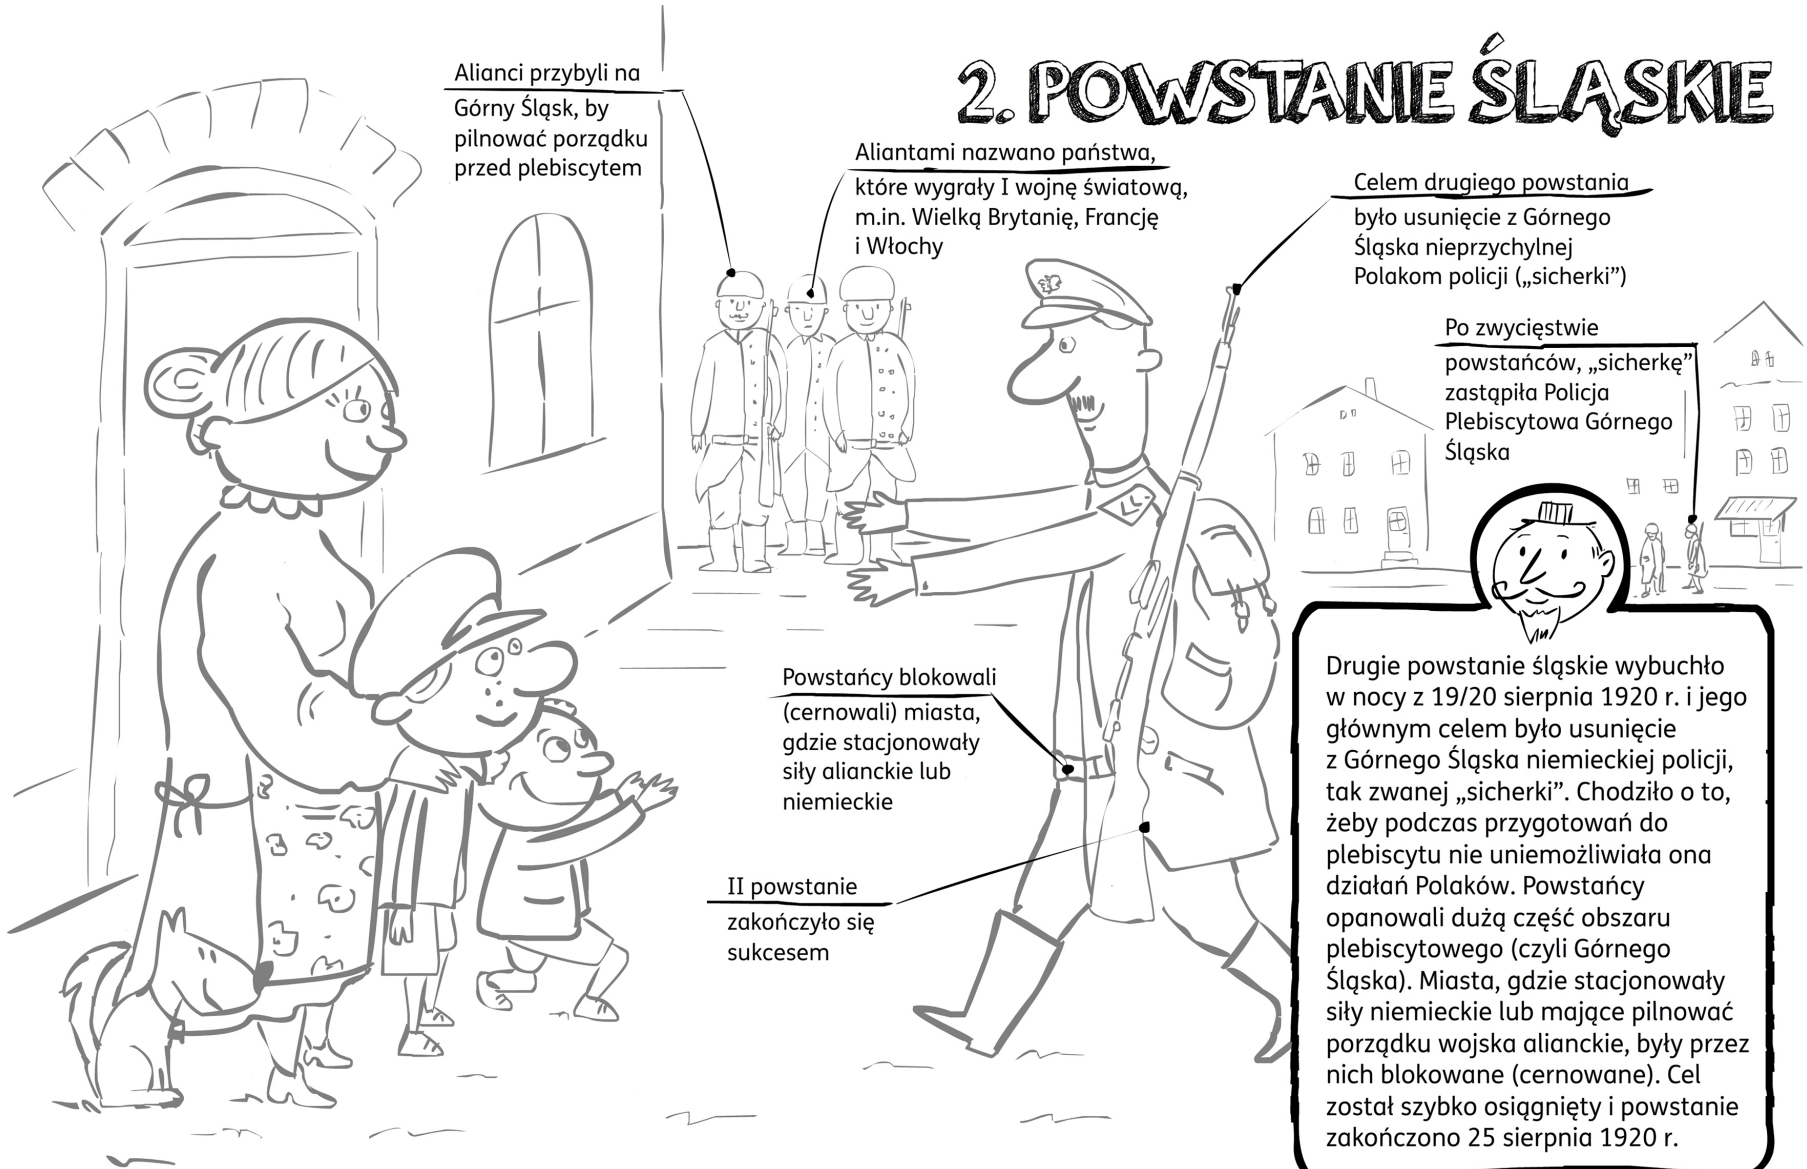 2. POWSTANIE ŚLĄSKIE
Alianci przybyli na
Górny Śląsk, by
pilnować porządku
przed plebiscytem
Aliantami nazwano państwa,
które wygrały I wojnę światową,
m.in. Wielką Brytanię, Francję
i Włochy
Celem drugiego powstania
było usunięcie z Górnego
Śląska nieprzychylnej
Polakom policji („sicherki”)
Po zwycięstwie
powstańców, „sicherkę”
zastąpiła Policja
Plebiscytowa Górnego
Śląska
Powstańcy blokowali
(cernowali) miasta,
gdzie stacjonowały
siły alianckie lub
niemieckie
II powstanie
zakończyło się
sukcesem
Drugie powstanie śląskie wybuchło
w nocy z 19/20 sierpnia 1920 r. i jego
głównym celem było usunięcie
z Górnego Śląska niemieckiej policji,
tak zwanej „sicherki”. Chodziło o to,
żeby podczas przygotowań do
plebiscytu nie uniemożliwiała ona
działań Polaków. Powstańcy
opanowali dużą część obszaru
plebiscytowego (czyli Górnego
Śląska). Miasta, gdzie stacjonowały
siły niemieckie lub mające pilnować
porządku wojska alianckie, były przez
nich blokowane (cernowane). Cel
został szybko osiągnięty i powstanie
zakończono 25 sierpnia 1920 r.